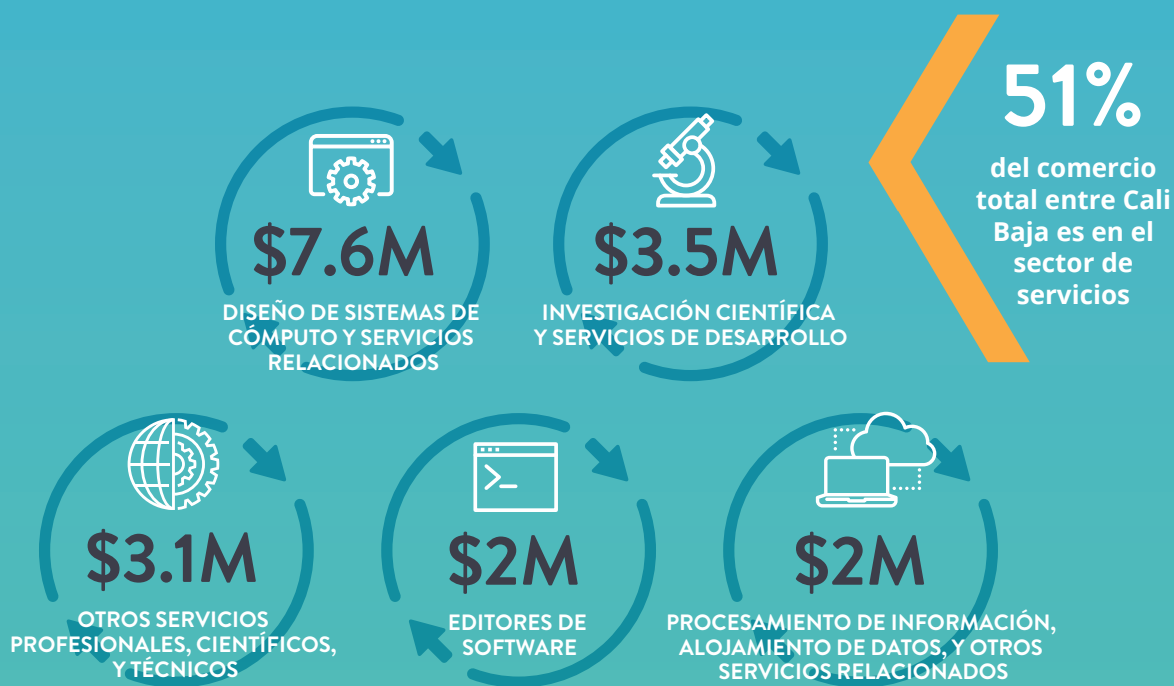 51%
del comercio
total entre Cali
Baja es en el
sector de
servicios
$7.6M
DISEÑO DE SISTEMAS DE
CÓMPUTO Y SERVICIOS
RELACIONADOS
$3.5M
INVESTIGACIÓN CIENTÍFICA
Y SERVICIOS DE DESARROLLO
$3.1M
OTROS SERVICIOS
PROFESIONALES, CIENTÍFICOS,
Y TÉCNICOS
$2M
EDITORES DE
SOFTWARE
$2M
PROCESAMIENTO DE INFORMACIÓN,
ALOJAMIENTO DE DATOS, Y OTROS
SERVICIOS RELACIONADOS